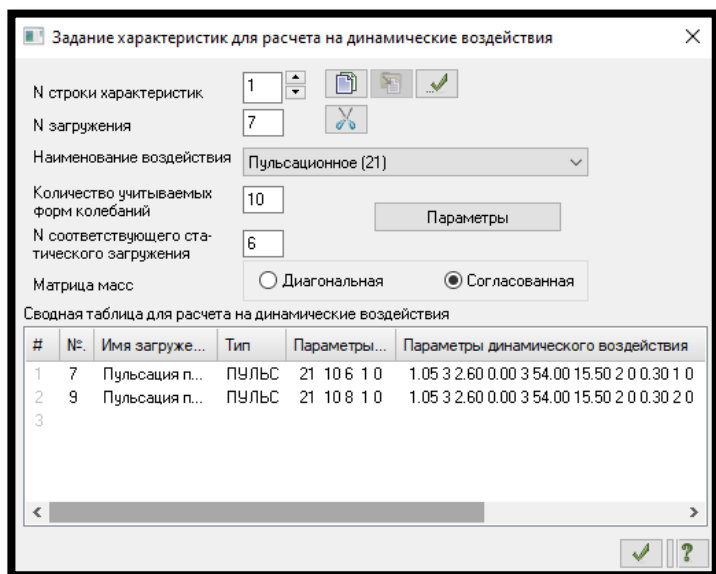 Задание характеристик для расчета на динамические воздействия
N строки характеристик 1
N загружения 7
Наименование воздействия Пульсационное (21)
Количество учитываемых
форм колебаний 10
Параметры
N соответствующего ста-
тического загружения 6
Матрица масс Диагональная Согласованная
Сводная таблица для расчета на динамические воздействия
# №. Имя загруже... Тип Параметры... Параметры динамического воздействия
1 7 Пульсация п... ПУЛЬС 21 10 6 1 0 1.05 3 2.60 0.00 3 54.00 15.50 2 0 0.30 1 0
2 9 Пульсация п... ПУЛЬС 21 10 8 1 0 1.05 3 2.60 0.00 3 54.00 15.50 2 0 0.30 2 0
3
?